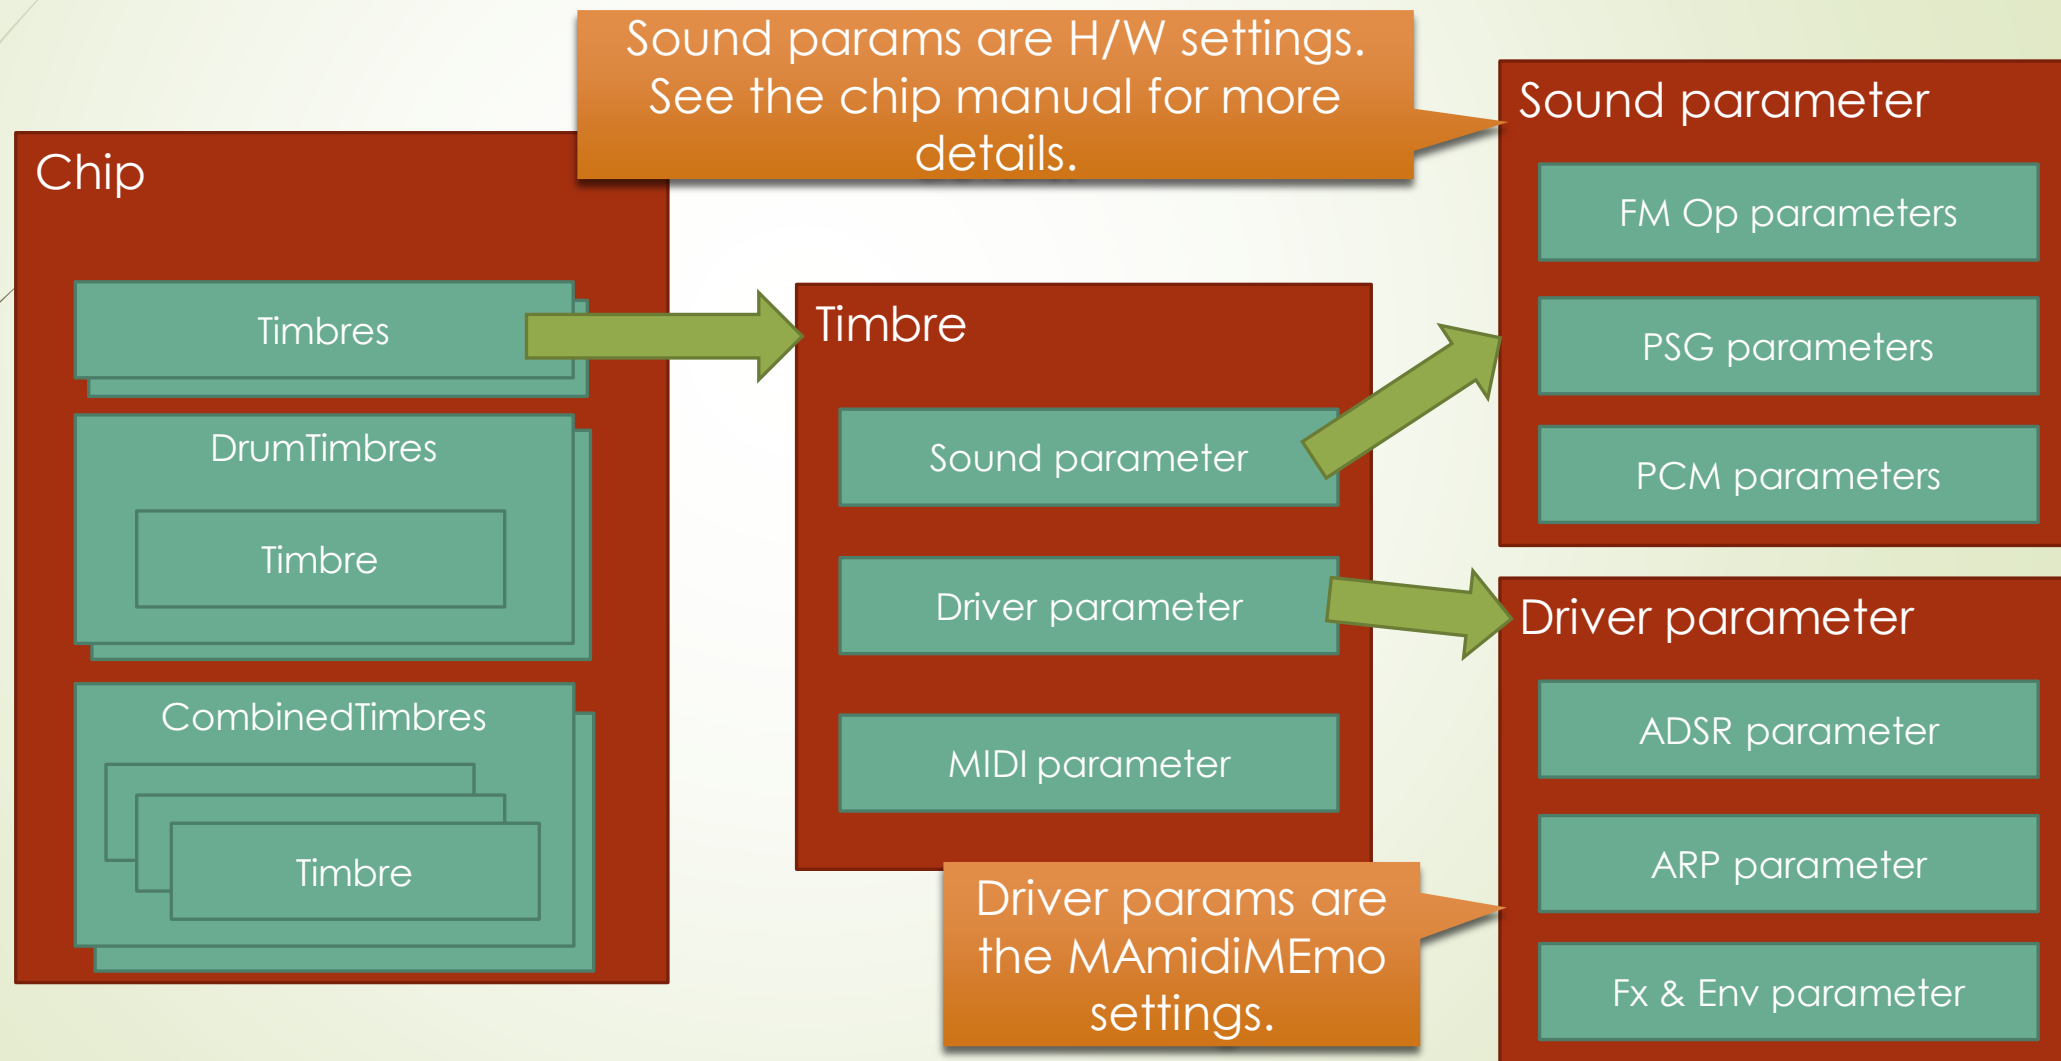 Sound params are H/W settings.
See the chip manual for more
details.
Chip
Timbres
DrumTimbres
Timbre
CombinedTimbres
Timbre
Timbre
Sound parameter
Driver parameter
MIDI parameter
Driver params are
the MAmidiMEmo
settings.
Sound parameter
FM Op parameters
PSG parameters
PCM parameters
Driver parameter
ADSR parameter
ARP parameter
Fx & Env parameter